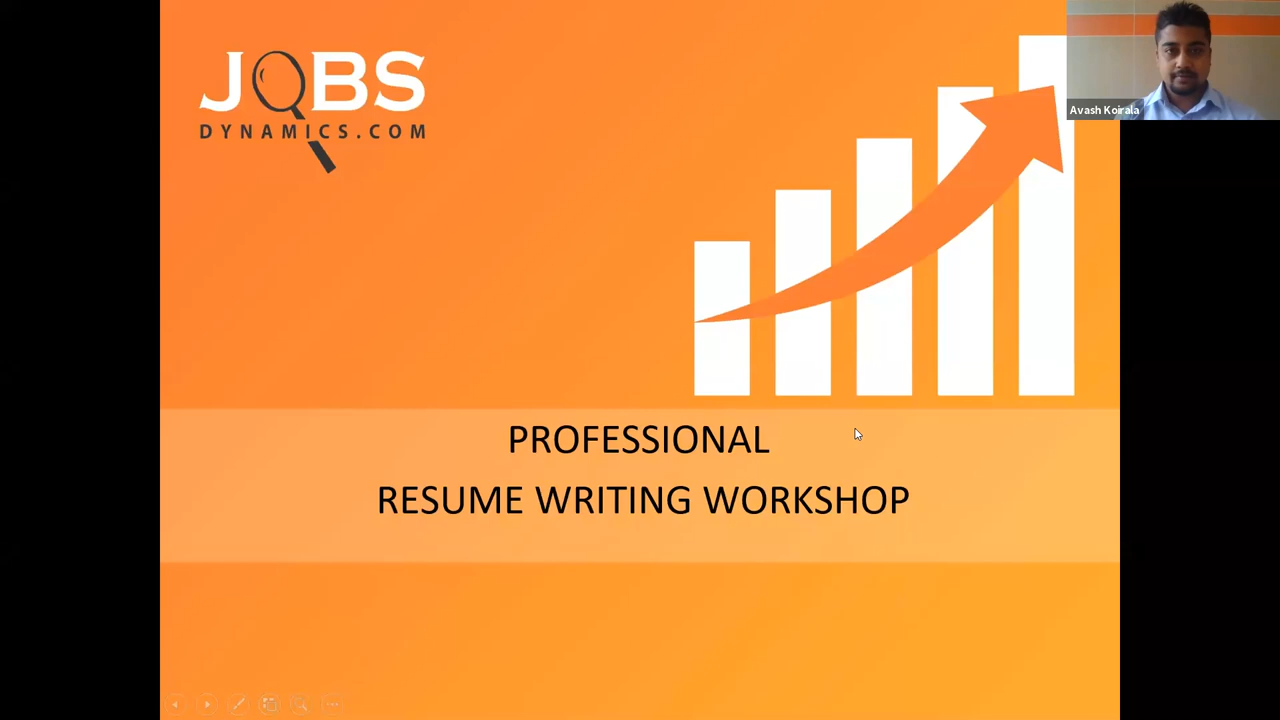 JOBS
DYNAMICS.COM
Avash Koirala
PROFESSIONAL
RESUME WRITING WORKSHOP